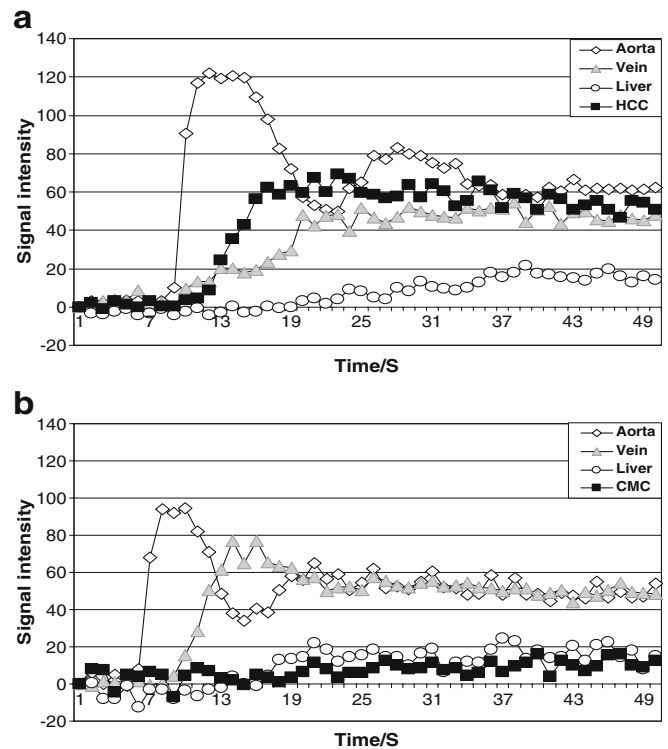 a
140
120
100
80
60
40
20
0
-20
Signal intensity
Aorta
Vein
Liver
HCC
1 7 13 19 25 31 37 43 49
Time/S
b
140
120
100
80
60
40
20
0
-20
Signal intensity
Aorta
Vein
Liver
CMC
1 7 13 19 25 31 37 43 49
Time/S